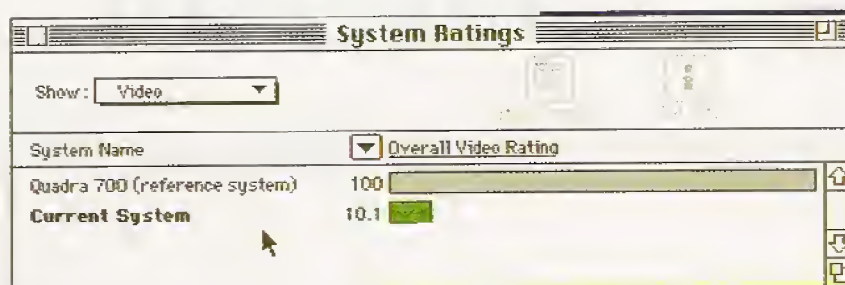 System Ratings
Show: Video
System Name Overall Video Rating
Quadra 700 (reference system) 100
Current System 10.1